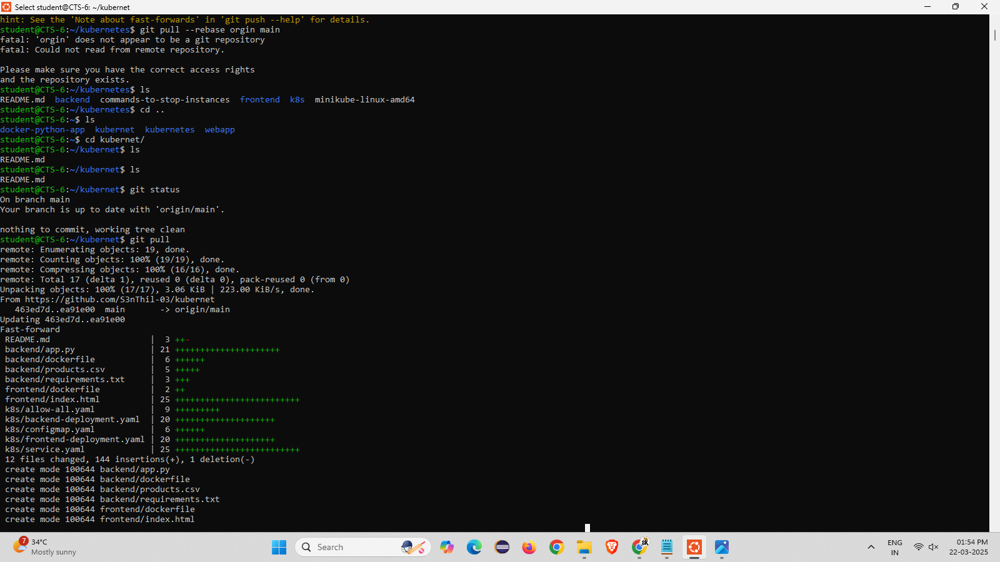 Select student@CTS-6: ~/kubernet
hint: See the 'Note about fast-forwards' in 'git push --help' for details.
student@CTS-6:~/kubernetes$ git pull --rebase orgin main
fatal: 'orgin' does not appear to be a git repository
fatal: Could not read from remote repository.
Please make sure you have the correct access rights
and the repository exists.
student@CTS-6:~/kubernetes$ ls
README.md  backend  commands-to-stop-instances  frontend  k8s  minikube-linux-amd64
student@CTS-6:~/kubernetes$ cd ..
student@CTS-6:~$ ls
docker-python-app  kubernet  kubernetes  webapp
student@CTS-6:~$ cd kubernet/
student@CTS-6:~/kubernet$ ls
README.md
student@CTS-6:~/kubernet$ ls
README.md
student@CTS-6:~/kubernet$ git status
On branch main
Your branch is up to date with 'origin/main'.
nothing to commit, working tree clean
student@CTS-6:~/kubernet$ git pull
remote: Enumerating objects: 19, done.
remote: Counting objects: 100% (19/19), done.
remote: Compressing objects: 100% (16/16), done.
remote: Total 17 (delta 1), reused 0 (delta 0), pack-reused 0 (from 0)
Unpacking objects: 100% (17/17), 3.06 KiB | 223.00 KiB/s, done.
From https://github.com/S3nThil-03/kubernet
   463ed7d..ea91e00  main       -> origin/main
Updating 463ed7d..ea91e00
Fast-forward
 README.md                    |  3 ++-
 backend/app.py               | 21 +++++++++++++++++++++
 backend/dockerfile           |  6 ++++++
 backend/products.csv         |  5 +++++
 backend/requirements.txt     |  3 +++
 frontend/dockerfile          |  2 ++
 frontend/index.html          | 25 +++++++++++++++++++++++++
 k8s/allow-all.yaml           |  9 +++++++++
 k8s/backend-deployment.yaml  | 20 ++++++++++++++++++++
 k8s/configmap.yaml           |  6 ++++++
 k8s/frontend-deployment.yaml | 20 ++++++++++++++++++++
 k8s/service.yaml             | 25 +++++++++++++++++++++++++
 12 files changed, 144 insertions(+), 1 deletion(-)
 create mode 100644 backend/app.py
 create mode 100644 backend/dockerfile
 create mode 100644 backend/products.csv
 create mode 100644 backend/requirements.txt
 create mode 100644 frontend/dockerfile
 create mode 100644 frontend/index.html
7
34°C
Mostly sunny
Search
SK
ENG
IN
01:54 PM
22-03-2025